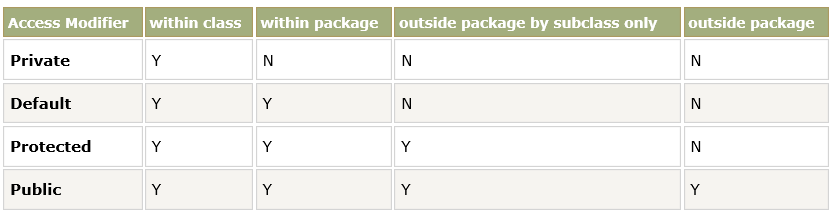 Access Modifier within class within package outside package by subclass only outside package
Private Y N N N
Default Y Y N N
Protected Y Y Y N
Public Y Y Y Y